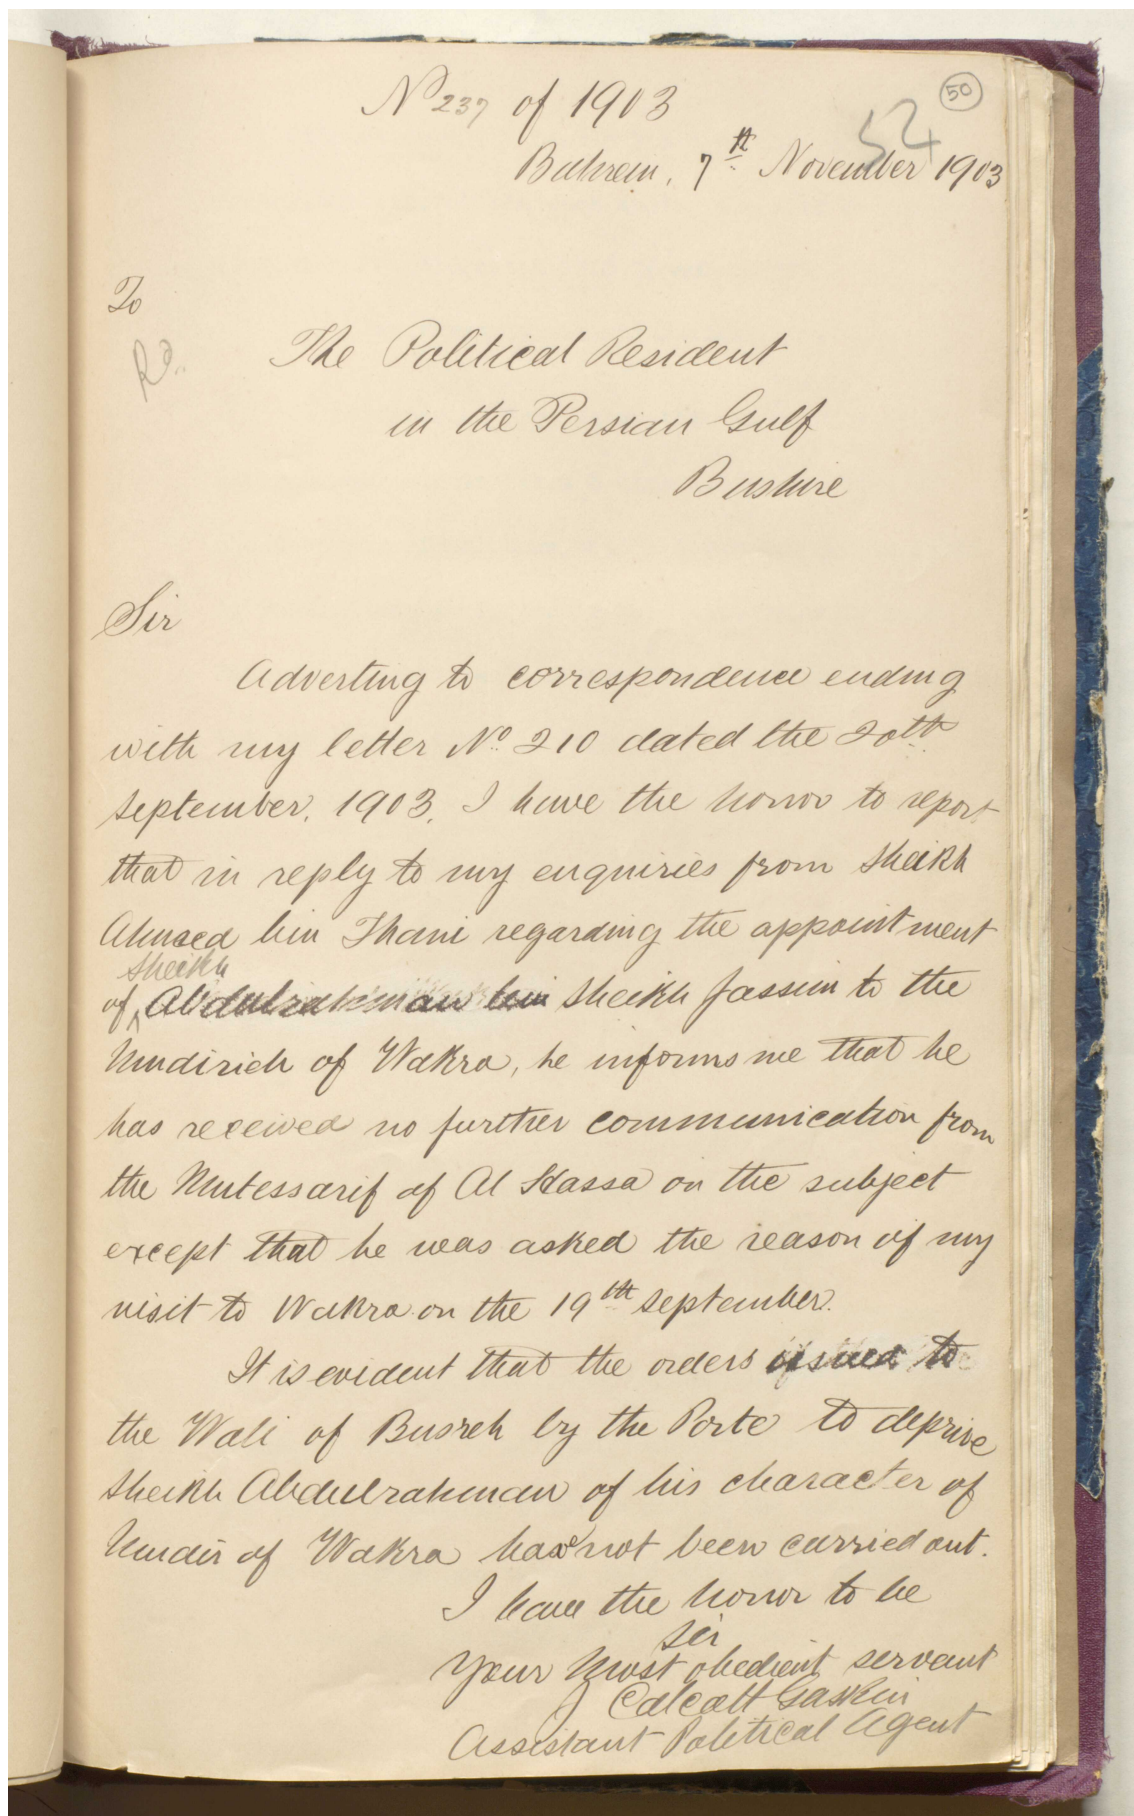 50
No 237 of 1903
52
Bahrein, 7th November 1903
To
The Political Resident
in the Persian Gulf
Bushire
Sir
Adverting to correspondence ending
with my letter No. 210 dated the 20th
September, 1903, I have the honor to report
that in reply to my enquiries from Sheikh
Ahmed bin Thani regarding the appointment
Sheikh
of Abdulrahman bin Sheikh Jassim to the
Mudirieh of Wakra, he informs me that he
has received no further communication from
the Mutessarif of Al Hassa on the subject
except that he was asked the reason of my
visit to Wakra on the 19th September.
It is evident that the orders issued to
the Wali of Busreh by the Porte to deprive
Sheikh Abdulrahman of his character of
Mudir of Wakra have not been carried out.
I have the honor to be
Sir
Your most obedient servant
J Calcott Gaskin
Assistant Political Agent